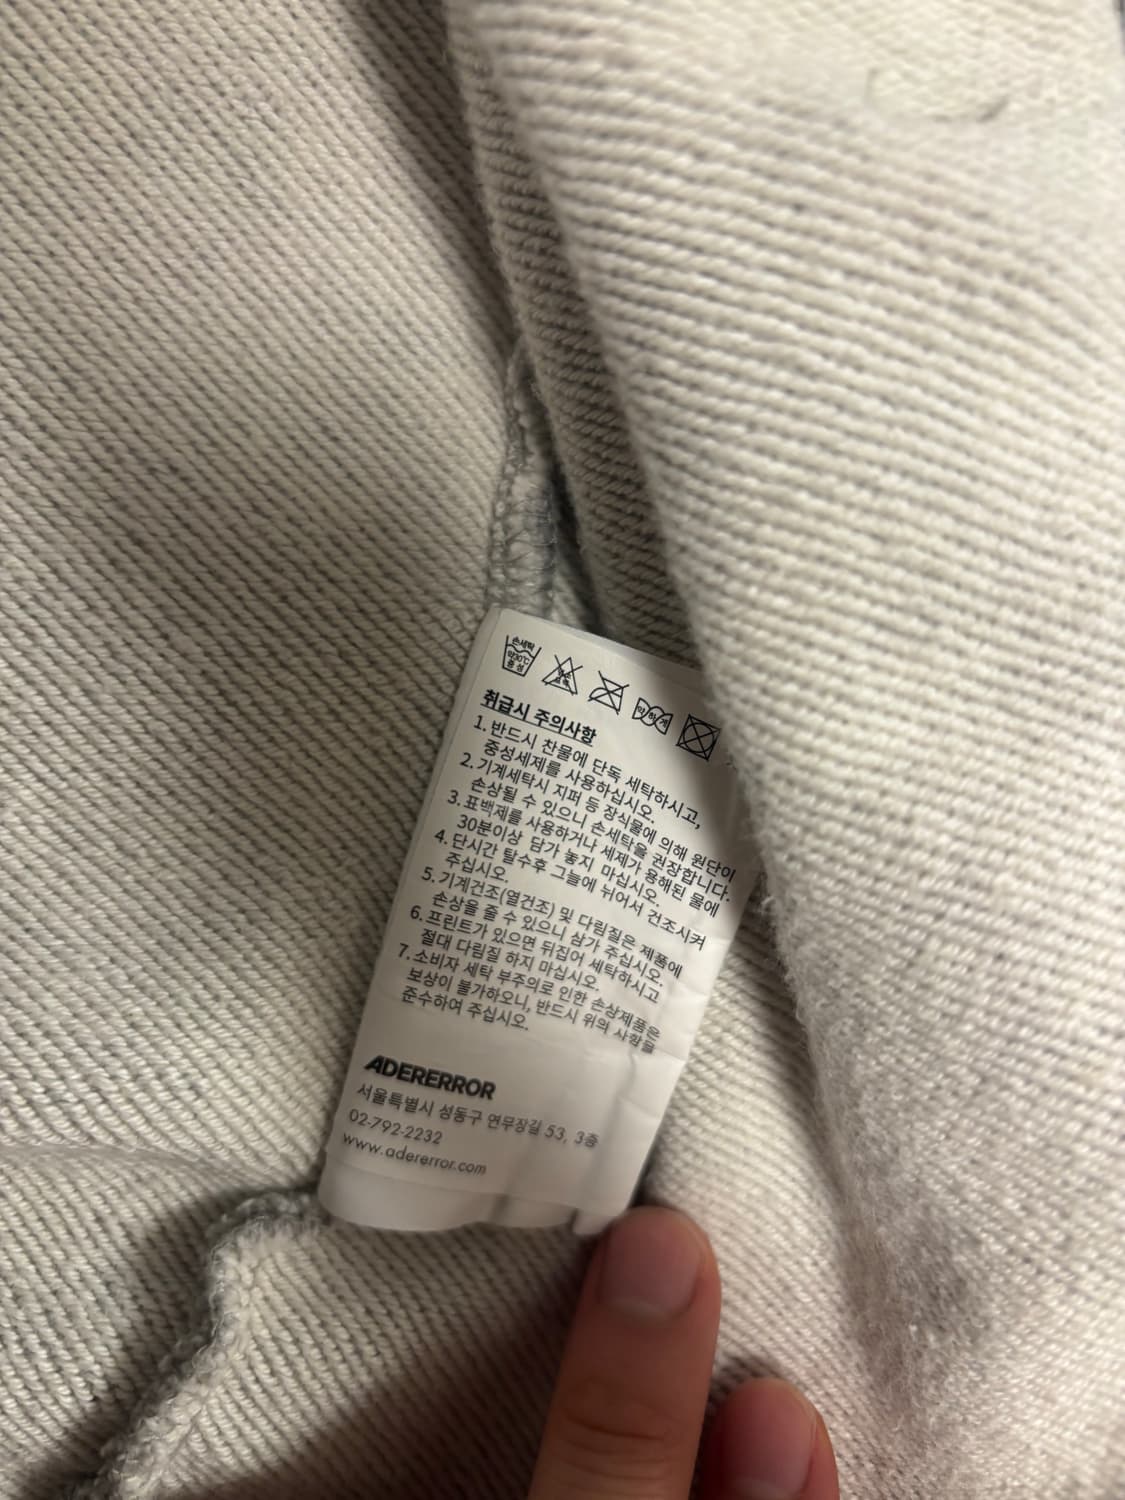 손세탁
약30℃
중성
약하게
취급시 주의사항
1. 반드시 찬물에 단독 세탁하시고,
중성세제를 사용하십시오.
2. 기계세탁시 지퍼 등 장식물에 의해 원단이
손상될 수 있으니 손세탁을 권장합니다.
3. 표백제를 사용하거나 세제가 용해된 물에
30분이상 담가 놓지 마십시오.
4. 단시간 탈수후 그늘에 뉘어서 건조시켜
주십시오.
5. 기계건조(열건조) 및 다림질은 제품에
손상을 줄 수 있으니 삼가 주십시오.
6. 프린트가 있으면 뒤집어 세탁하시고
절대 다림질 하지 마십시오.
7. 소비자 세탁 부주의로 인한 손상제품은
보상이 불가하오니, 반드시 위의 사항을
준수하여 주십시오.
ADERERROR
서울특별시 성동구 연무장길 53, 3층
02-792-2232
www.adererror.com